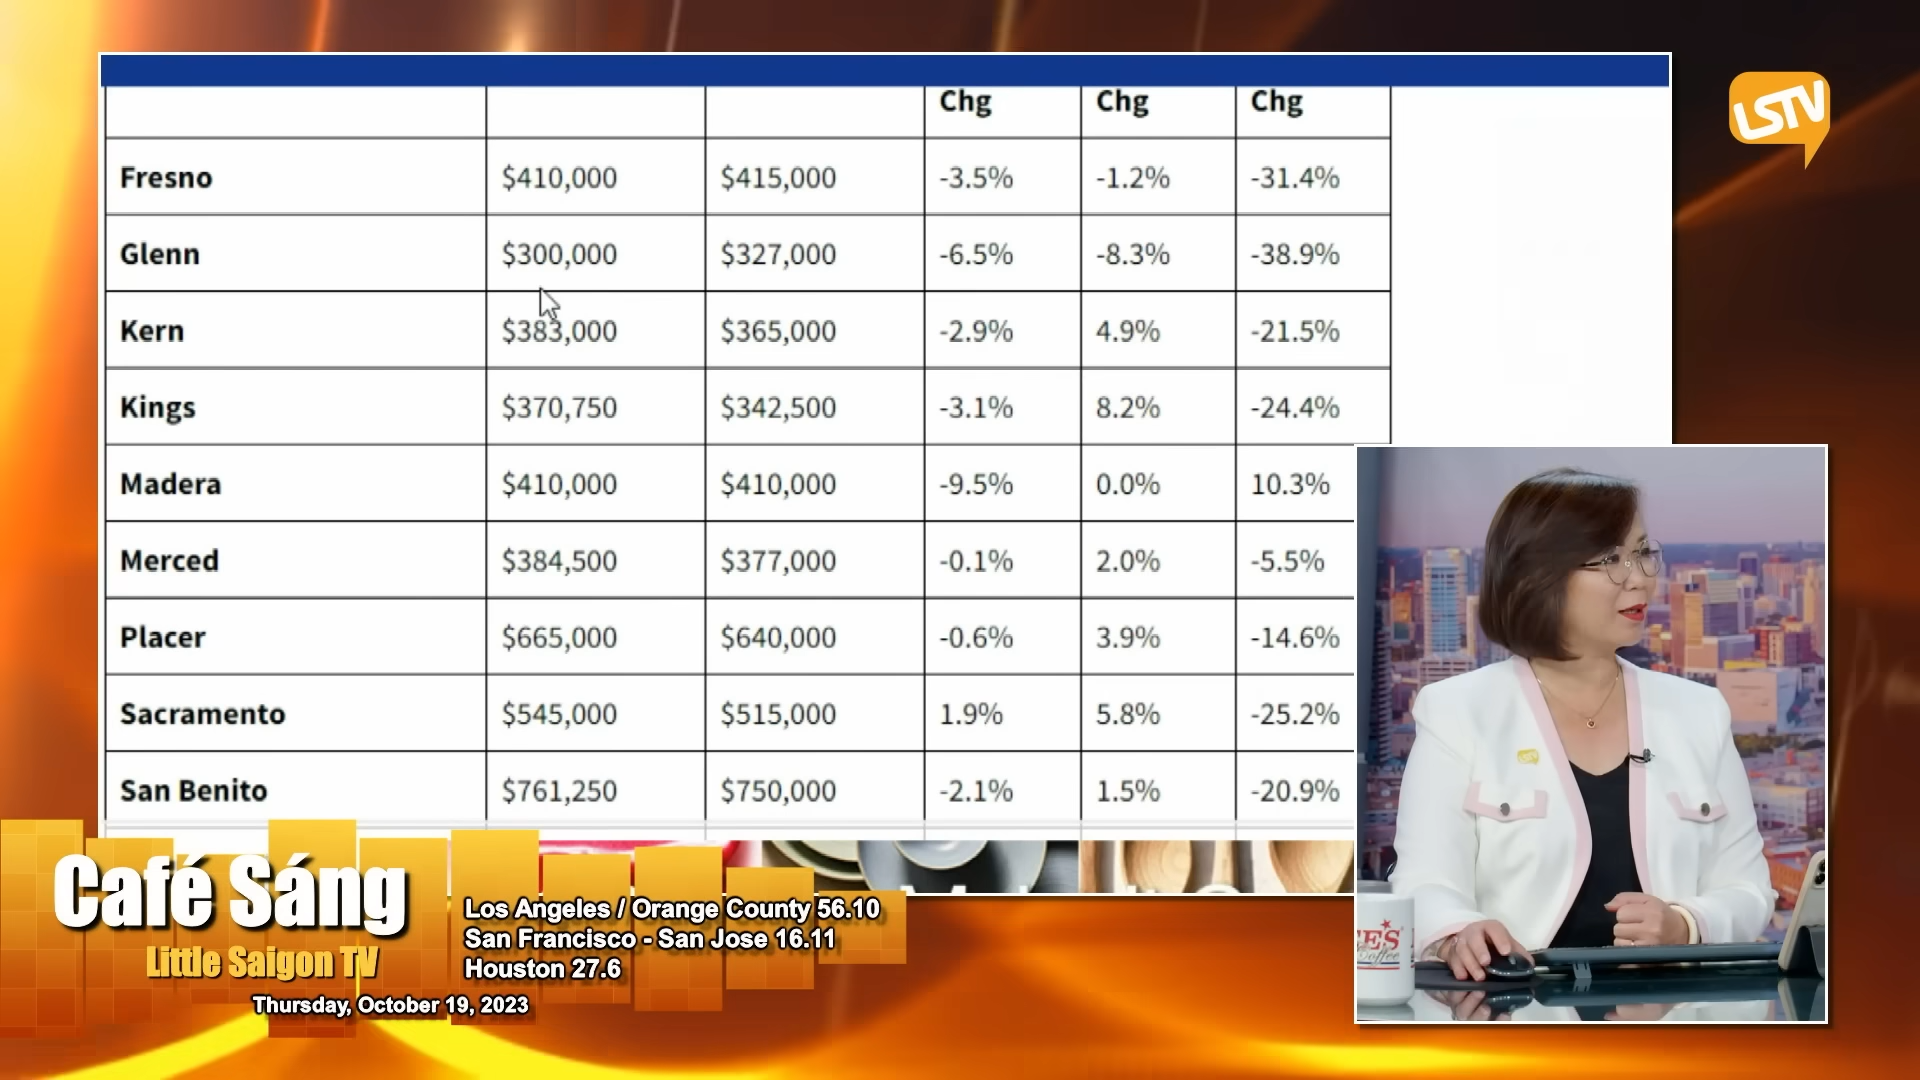 Chg Chg Chg
Fresno $410,000 $415,000 -3.5% -1.2% -31.4%
Glenn $300,000 $327,000 -6.5% -8.3% -38.9%
Kern $383,000 $365,000 -2.9% 4.9% -21.5%
Kings $370,750 $342,500 -3.1% 8.2% -24.4%
Madera $410,000 $410,000 -9.5% 0.0% 10.3%
Merced $384,500 $377,000 -0.1% 2.0% -5.5%
Placer $665,000 $640,000 -0.6% 3.9% -14.6%
Sacramento $545,000 $515,000 1.9% 5.8% -25.2%
San Benito $761,250 $750,000 -2.1% 1.5% -20.9%
LSTV
Café Sáng
Little Saigon TV
Thursday, October 19, 2023
Los Angeles / Orange County 56.10
San Francisco - San Jose 16.11
Houston 27.6